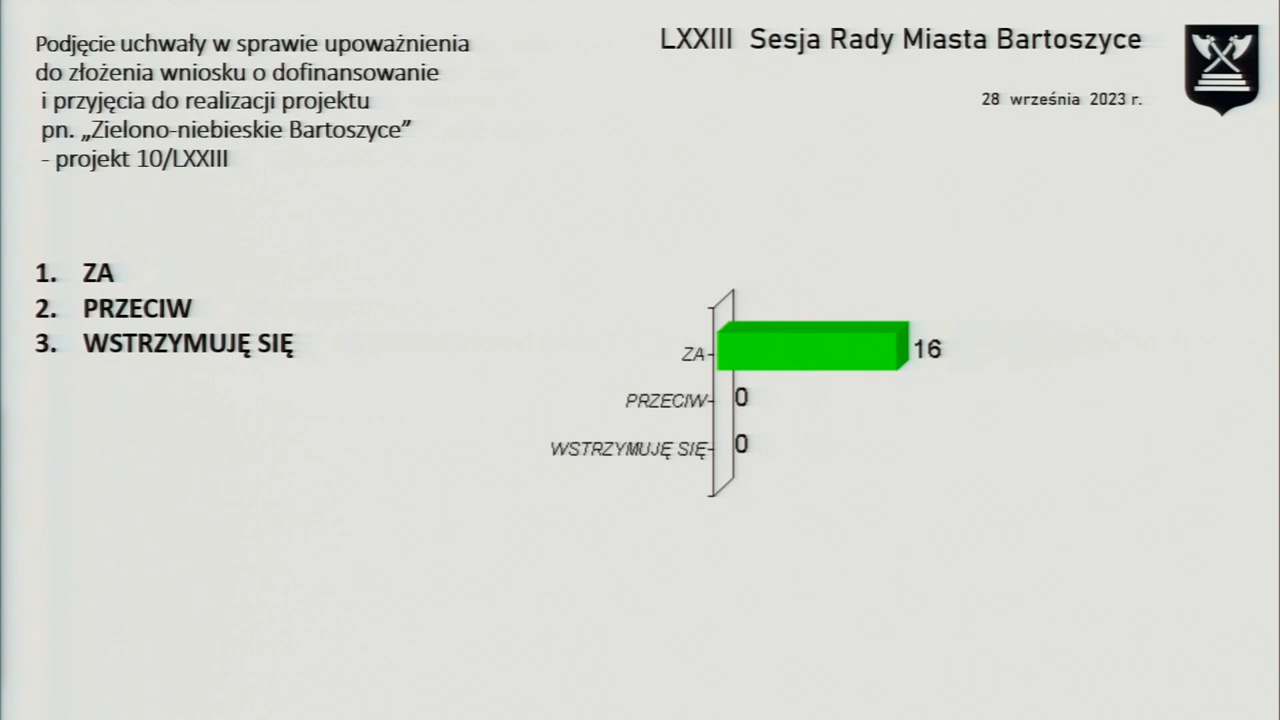 Podjęcie uchwały w sprawie upoważnienia
do złożenia wniosku o dofinansowanie
i przyjęcia do realizacji projektu
pn. „Zielono-niebieskie Bartoszyce”
- projekt 10/LXXIII
LXXIII Sesja Rady Miasta Bartoszyce
28 września 2023 r.
1. ZA
2. PRZECIW
3. WSTRZYMUJĘ SIĘ
ZA 16
PRZECIW 0
WSTRZYMUJĘ SIĘ 0